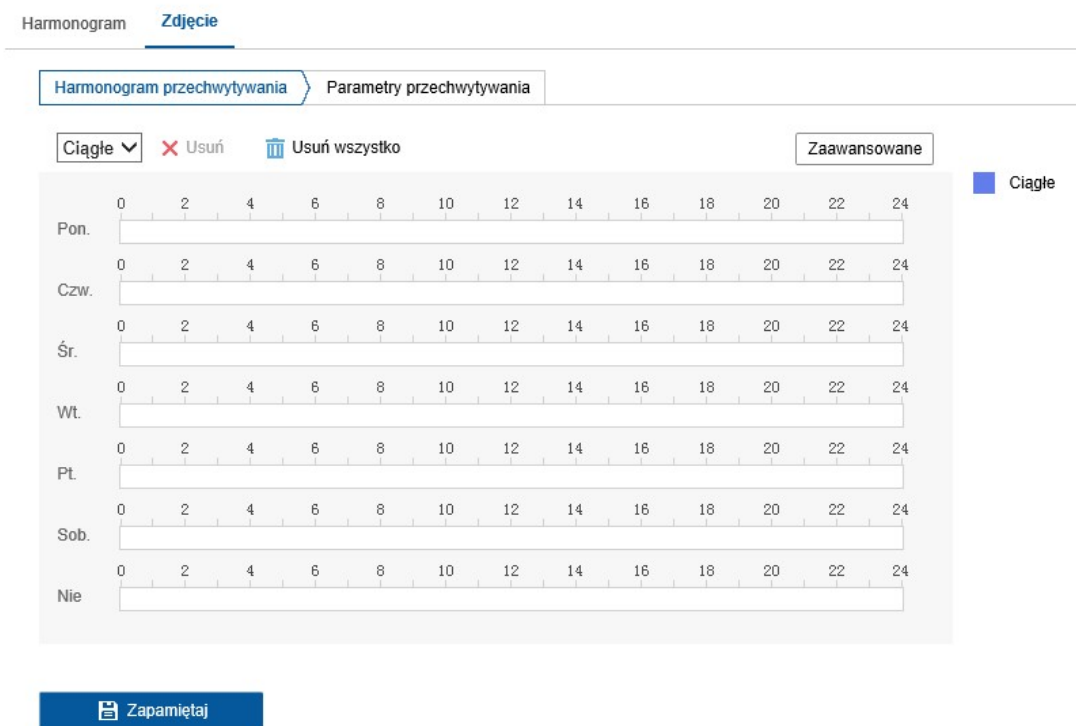 Harmonogram Zdjęcie
Harmonogram przechwytywania Parametry przechwytywania
Ciągłe Usuń Usuń wszystko Zaawansowane
Ciągłe
0 2 4 6 8 10 12 14 16 18 20 22 24
Pon.
0 2 4 6 8 10 12 14 16 18 20 22 24
Czw.
0 2 4 6 8 10 12 14 16 18 20 22 24
Śr.
0 2 4 6 8 10 12 14 16 18 20 22 24
Wt.
0 2 4 6 8 10 12 14 16 18 20 22 24
Pt.
0 2 4 6 8 10 12 14 16 18 20 22 24
Sob.
0 2 4 6 8 10 12 14 16 18 20 22 24
Nie
Zapamiętaj